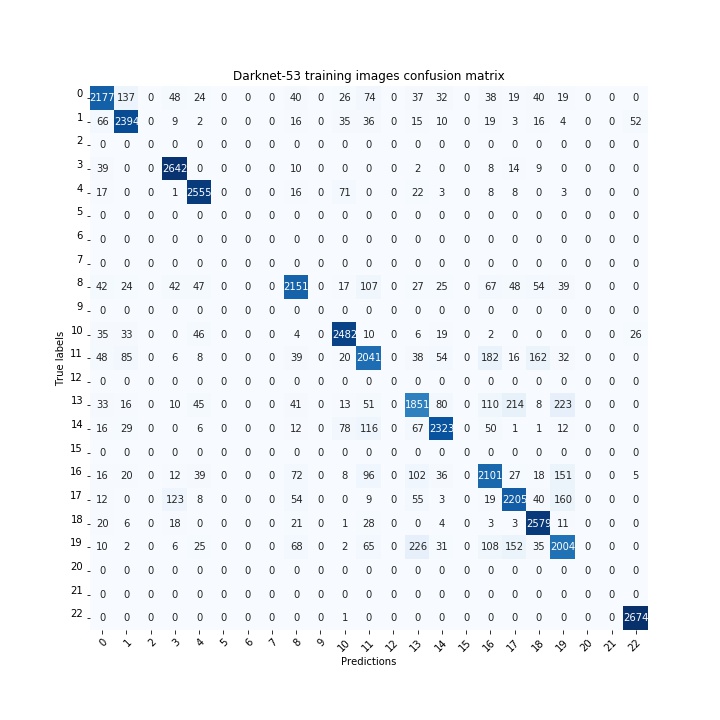 Darknet-53 training images confusion matrix
0 2177 137 0 48 24 0 0 0 40 0 26 74 0 37 32 0 38 19 40 19 0 0 0
1 66 2394 0 9 2 0 0 0 16 0 35 36 0 15 10 0 19 3 16 4 0 0 52
2 0 0 0 0 0 0 0 0 0 0 0 0 0 0 0 0 0 0 0 0 0 0 0
3 39 0 0 2642 0 0 0 0 10 0 0 0 0 2 0 0 8 14 9 0 0 0 0
4 17 0 0 1 2555 0 0 0 16 0 71 0 0 22 3 0 8 8 0 3 0 0 0
5 0 0 0 0 0 0 0 0 0 0 0 0 0 0 0 0 0 0 0 0 0 0 0
6 0 0 0 0 0 0 0 0 0 0 0 0 0 0 0 0 0 0 0 0 0 0 0
7 0 0 0 0 0 0 0 0 0 0 0 0 0 0 0 0 0 0 0 0 0 0 0
8 42 24 0 42 47 0 0 0 2151 0 17 107 0 27 25 0 67 48 54 39 0 0 0
9 0 0 0 0 0 0 0 0 0 0 0 0 0 0 0 0 0 0 0 0 0 0 0
10 35 33 0 0 46 0 0 0 4 0 2482 10 0 6 19 0 2 0 0 0 0 0 26
11 48 85 0 6 8 0 0 0 39 0 20 2041 0 38 54 0 182 16 162 32 0 0 0
12 0 0 0 0 0 0 0 0 0 0 0 0 0 0 0 0 0 0 0 0 0 0 0
13 33 16 0 10 45 0 0 0 41 0 13 51 0 1851 80 0 110 214 8 223 0 0 0
14 16 29 0 0 6 0 0 0 12 0 78 116 0 67 2323 0 50 1 1 12 0 0 0
15 0 0 0 0 0 0 0 0 0 0 0 0 0 0 0 0 0 0 0 0 0 0 0
16 16 20 0 12 39 0 0 0 72 0 8 96 0 102 36 0 2101 27 18 151 0 0 5
17 12 0 0 123 8 0 0 0 54 0 0 9 0 55 3 0 19 2205 40 160 0 0 0
18 20 6 0 18 0 0 0 0 21 0 1 28 0 0 4 0 3 3 2579 11 0 0 0
19 10 2 0 6 25 0 0 0 68 0 2 65 0 226 31 0 108 152 35 2004 0 0 0
20 0 0 0 0 0 0 0 0 0 0 0 0 0 0 0 0 0 0 0 0 0 0 0
21 0 0 0 0 0 0 0 0 0 0 0 0 0 0 0 0 0 0 0 0 0 0 0
22 0 0 0 0 0 0 0 0 0 0 1 0 0 0 0 0 0 0 0 0 0 0 2674
True labels
0 1 2 3 4 5 6 7 8 9 10 11 12 13 14 15 16 17 18 19 20 21 22
Predictions